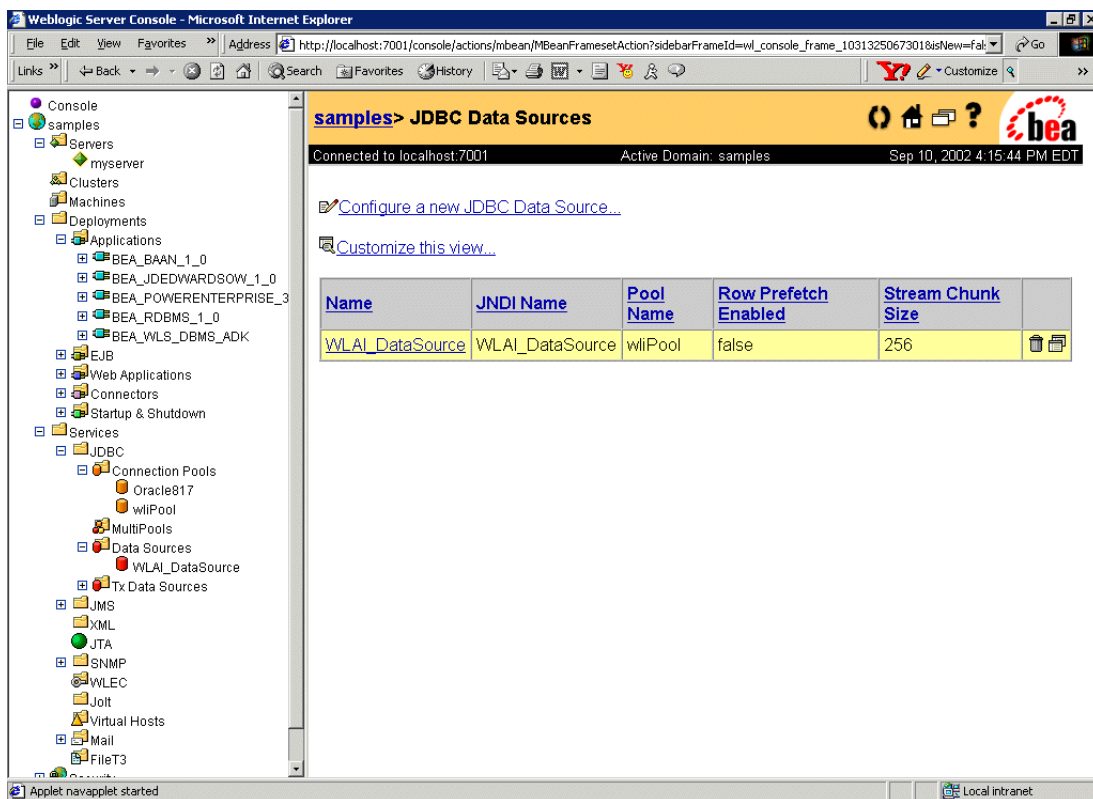 Weblogic Server Console - Microsoft Internet Explorer
File Edit View Favorites » Address http://localhost:7001/console/actions/mbean/MBeanFramesetAction?sidebarFrameId=wl_console_frame_1031325067301&isNew=fal Go
Links » Back Search Favorites History Customize »
Console
samples
Servers
myserver
Clusters
Machines
Deployments
Applications
BEA_BAAN_1_0
BEA_JDEDWARDSOW_1_0
BEA_POWERENTERPRISE_3
BEA_RDBMS_1_0
BEA_WLS_DBMS_ADK
EJB
Web Applications
Connectors
Startup & Shutdown
Services
JDBC
Connection Pools
Oracle817
wliPool
MultiPools
Data Sources
WLAI_DataSource
Tx Data Sources
JMS
XML
JTA
SNMP
WLEC
Jolt
Virtual Hosts
Mail
FileT3
samples> JDBC Data Sources
bea
Connected to localhost:7001 Active Domain: samples Sep 10, 2002 4:15:44 PM EDT
Configure a new JDBC Data Source...
Customize this view...
Name JNDI Name Pool Name Row Prefetch Enabled Stream Chunk Size
WLAI_DataSource WLAI_DataSource wliPool false 256
Applet navapplet started Local intranet